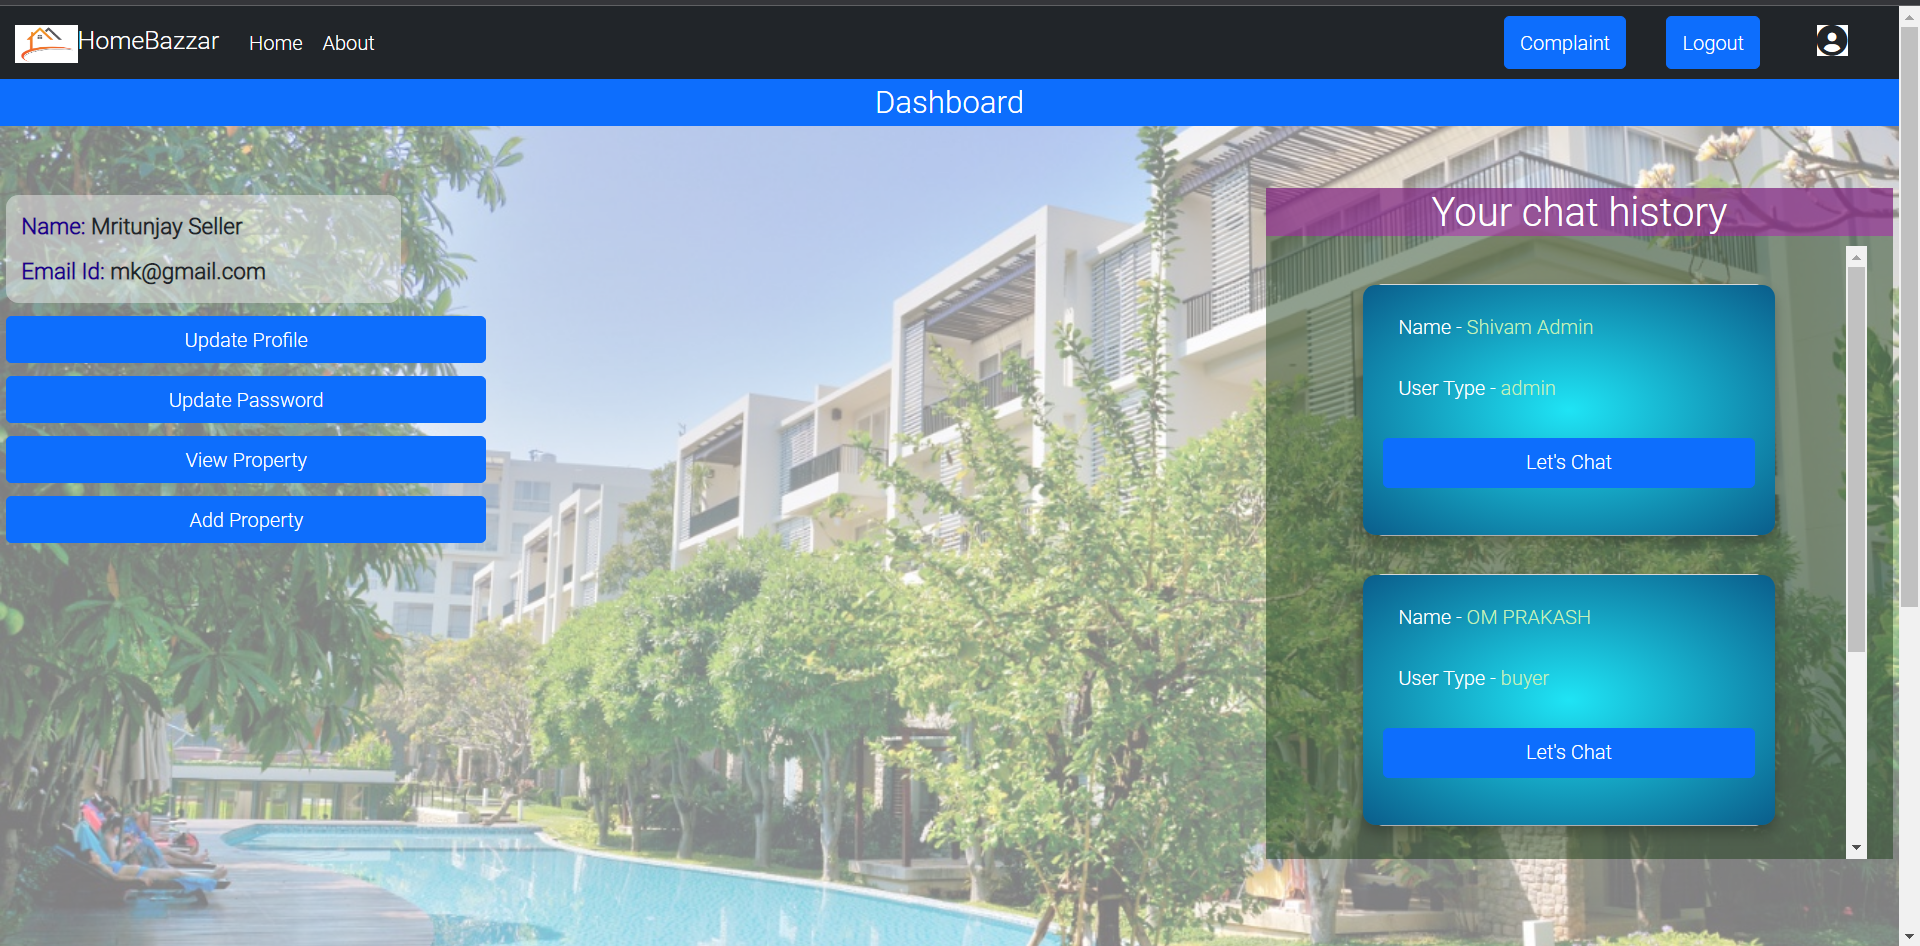 HomeBazzar Home About Complaint Logout
Dashboard
Name: Mritunjay Seller
Email Id: mk@gmail.com
Update Profile
Update Password
View Property
Add Property
Your chat history
Name - Shivam Admin
User Type - admin
Let's Chat
Name - OM PRAKASH
User Type - buyer
Let's Chat